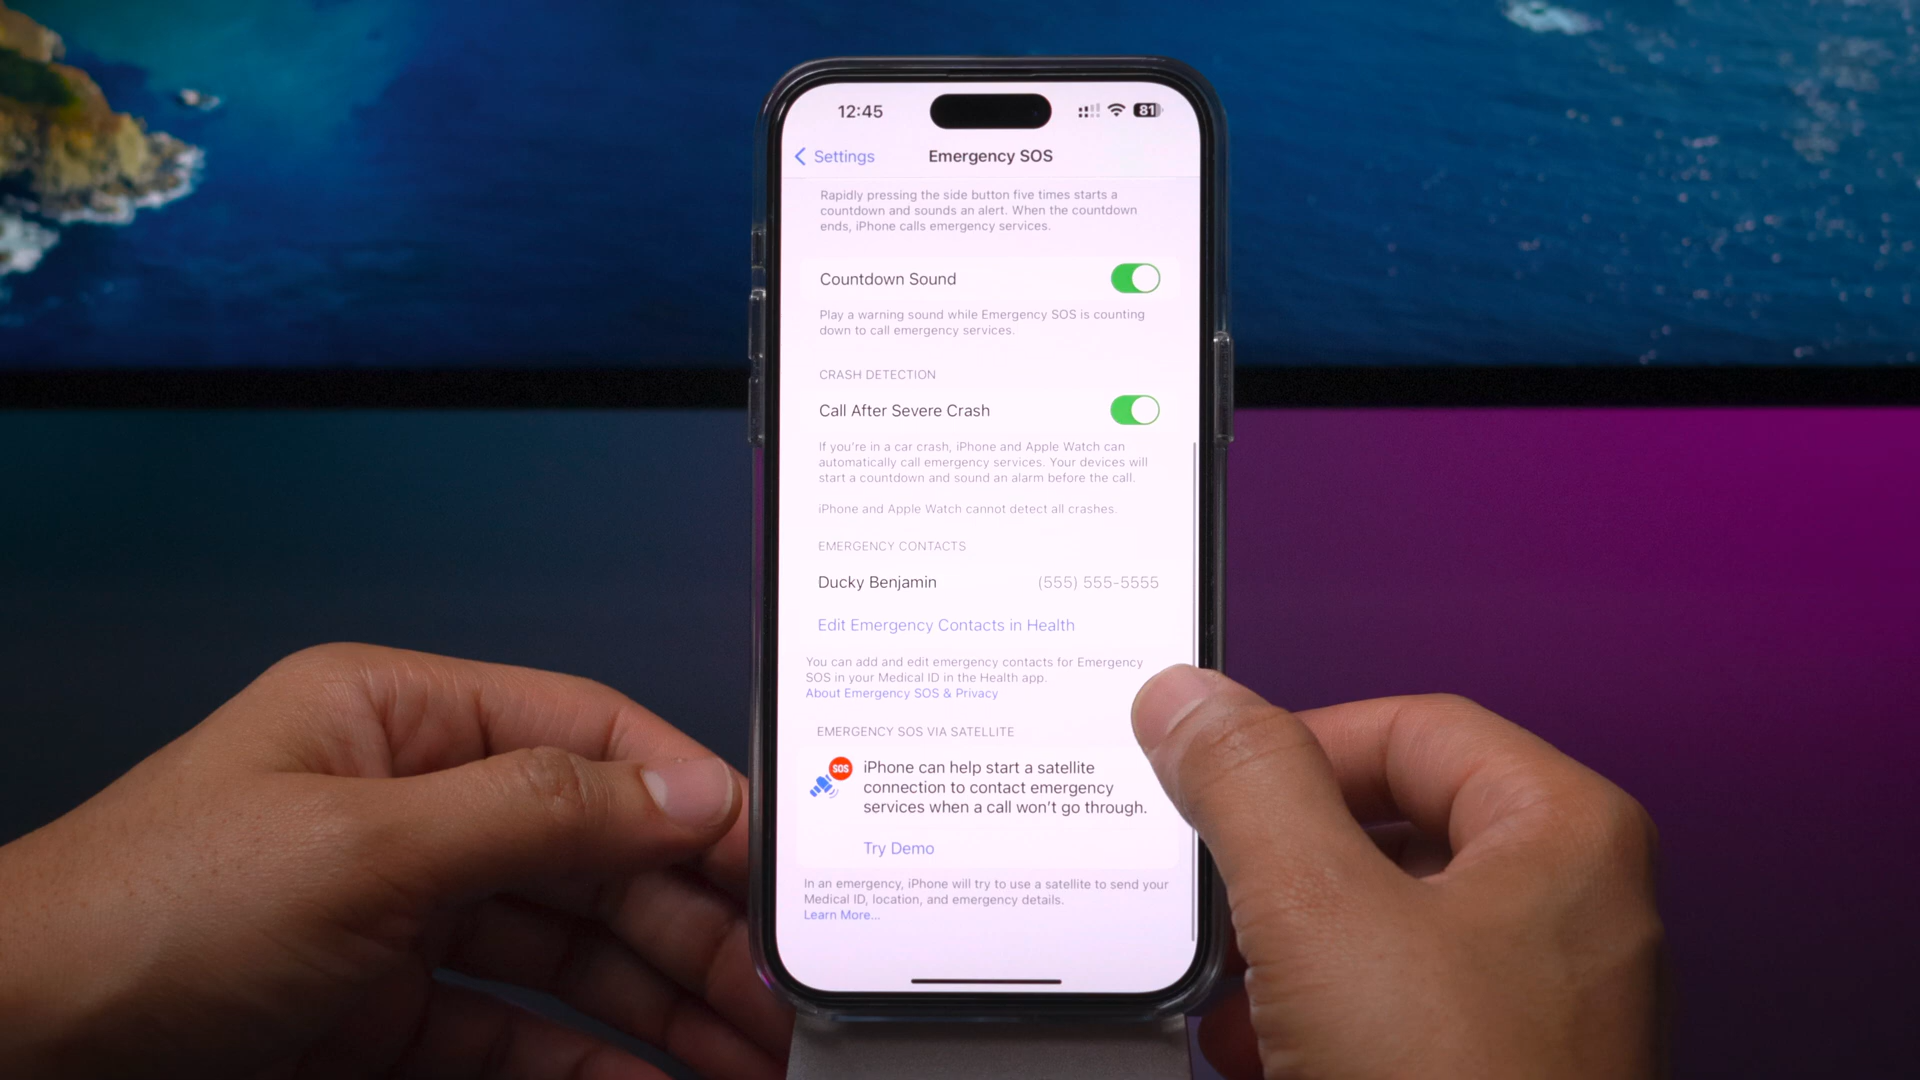 12:45
81
Settings
Emergency SOS
Rapidly pressing the side button five times starts a
countdown and sounds an alert. When the countdown
ends, iPhone calls emergency services.
Countdown Sound
Play a warning sound while Emergency SOS is counting
down to call emergency services.
CRASH DETECTION
Call After Severe Crash
If you’re in a car crash, iPhone and Apple Watch can
automatically call emergency services. Your devices will
start a countdown and sound an alarm before the call.
iPhone and Apple Watch cannot detect all crashes.
EMERGENCY CONTACTS
Ducky Benjamin (555) 555-5555
Edit Emergency Contacts in Health
You can add and edit emergency contacts for Emergency
SOS in your Medical ID in the Health app.
About Emergency SOS & Privacy
EMERGENCY SOS VIA SATELLITE
SOS
iPhone can help start a satellite
connection to contact emergency
services when a call won’t go through.
Try Demo
In an emergency, iPhone will try to use a satellite to send your
Medical ID, location, and emergency details.
Learn More...